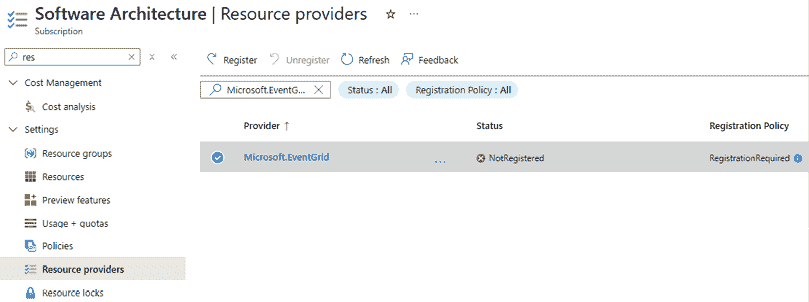 Software Architecture | Resource providers ☆ ...
Subscription
res
Register Unregister Refresh Feedback
Microsoft.EventG... Status : All Registration Policy : All
Provider ↑ Status Registration Policy
Microsoft.EventGrid ... NotRegistered RegistrationRequired
Cost Management
Cost analysis
Settings
Resource groups
Resources
Preview features
Usage + quotas
Policies
Resource providers
Resource locks